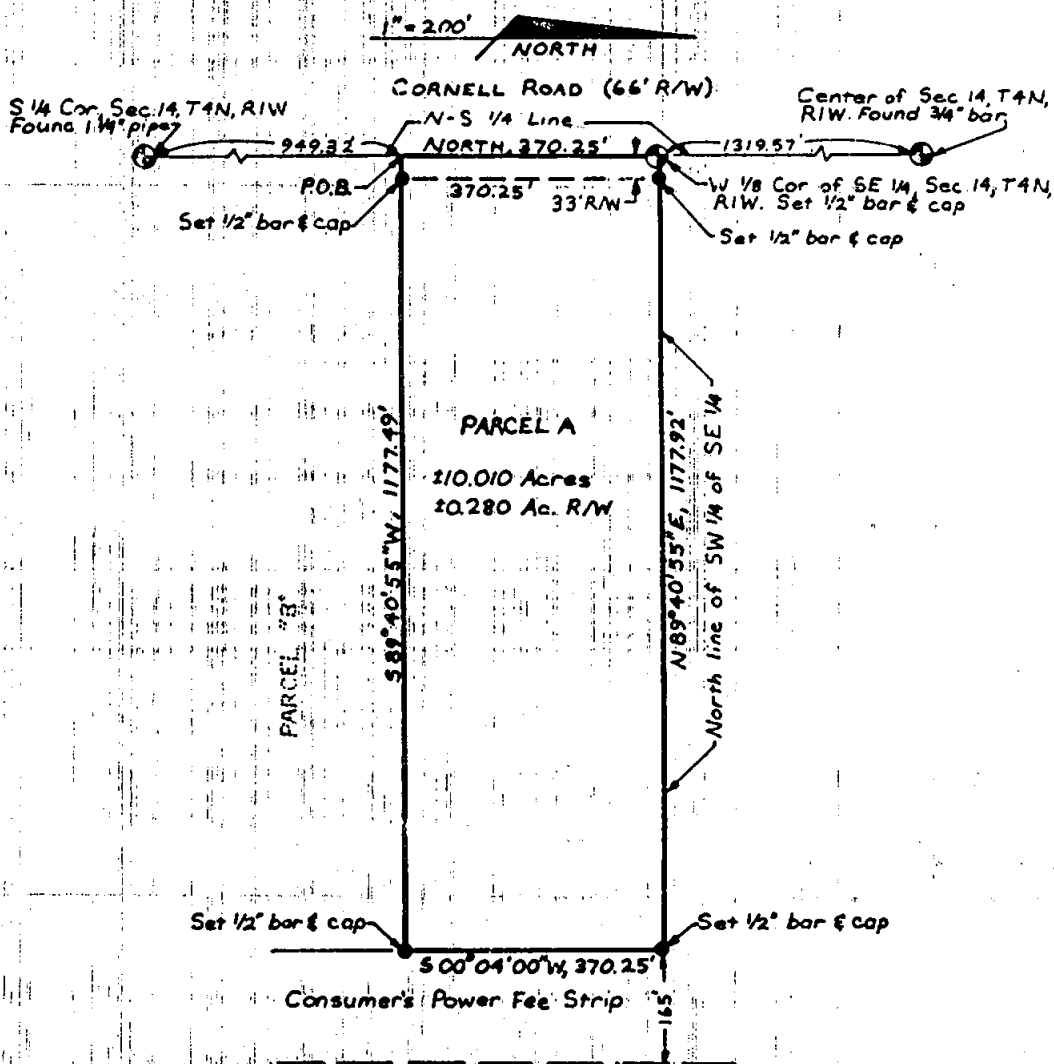 1"=200'
NORTH
CORNELL ROAD (66' R/W)
S 1/4 Cor, Sec. 14, T4N, R1W
Found 1 1/4" pipe
N-S 1/4 Line
Center of Sec 14, T4N,
R1W. Found 3/4" bar
949.32'
NORTH, 370.25'
1319.57'
P.O.B.
370.25'
33' R/W
W 1/8 Cor of SE 1/4, Sec 14, T4N,
R1W. Set 1/2" bar & cap
Set 1/2" bar & cap
Set 1/2" bar & cap
PARCEL A
±10.010 Acres
±0.280 Ac. R/W
S 89°40'55"W, 1177.49'
N 89°40'55"E, 1177.92'
North line of SW 1/4 of SE 1/4
PARCEL "B"
Set 1/2" bar & cap
Set 1/2" bar & cap
S 00°04'00"W, 370.25'
Consumer's Power Fee Strip
165'